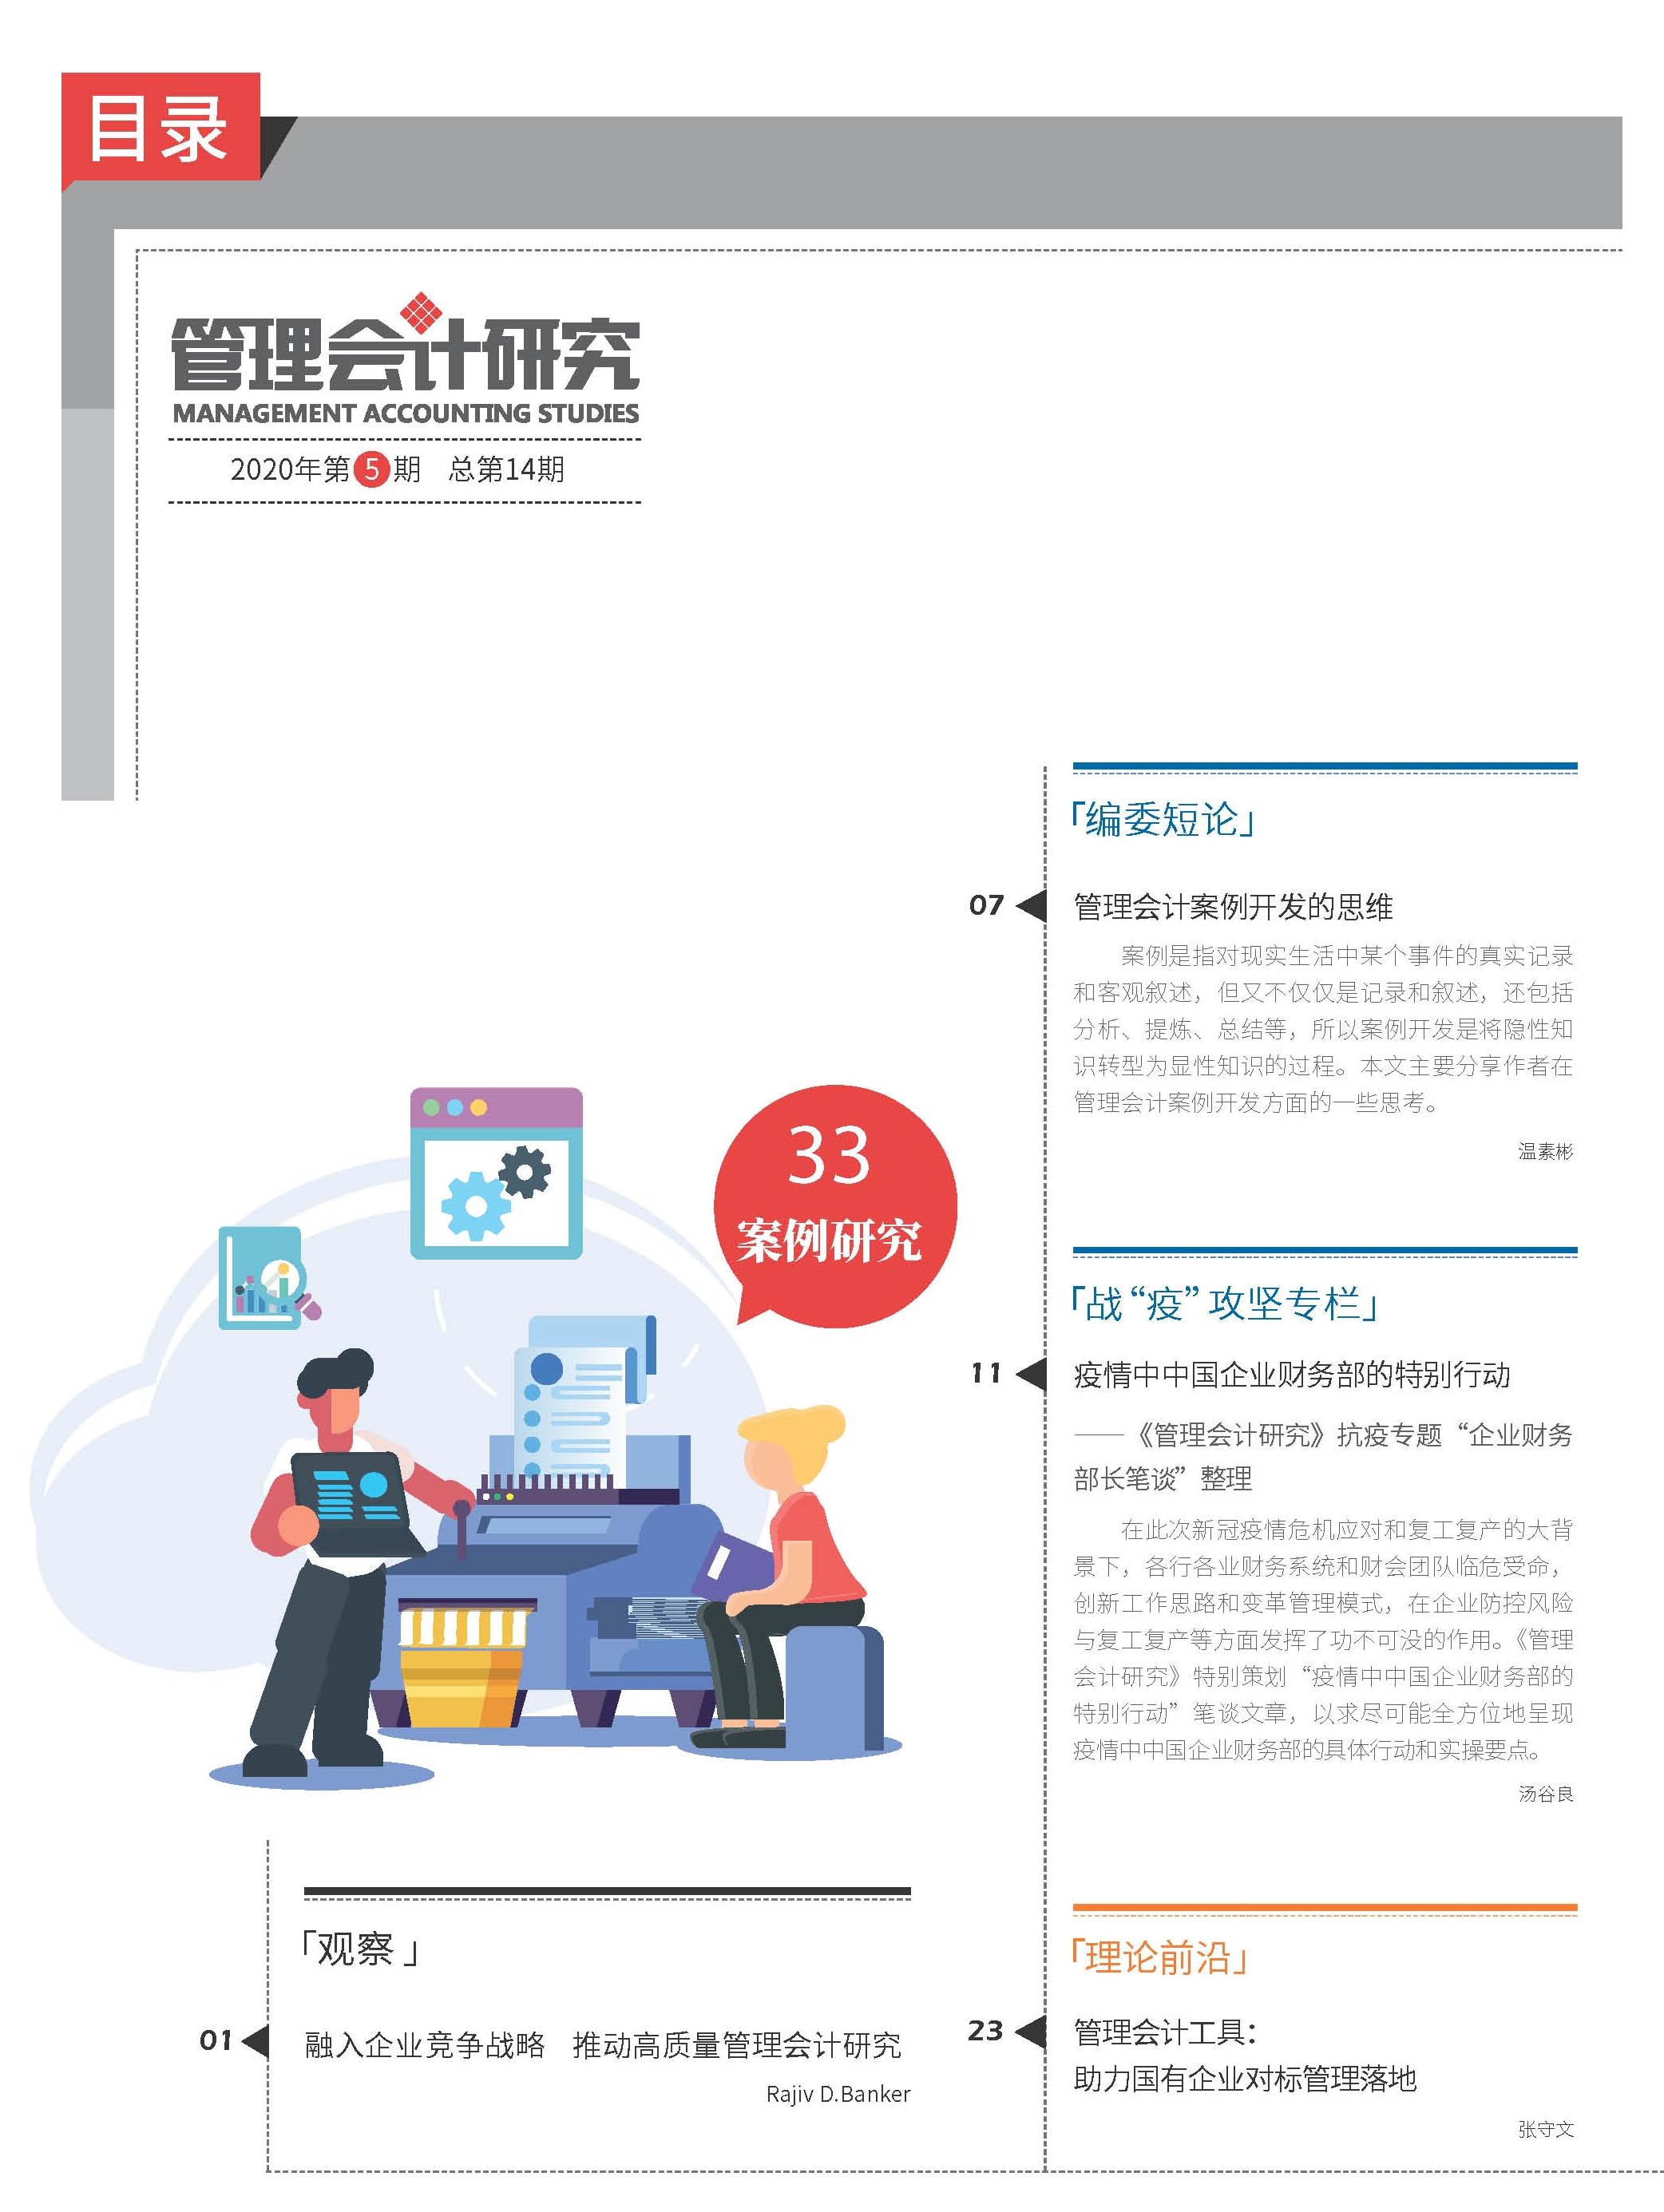 目录
管理会计研究
MANAGEMENT ACCOUNTING STUDIES
2020年第5期 总第14期
33
案例研究
「观察」
01
融入企业竞争战略 推动高质量管理会计研究
Rajiv D.Banker
「编委短论」
07
管理会计案例开发的思维
案例是指对现实生活中某个事件的真实记录
和客观叙述，但又不仅仅是记录和叙述，还包括
分析、提炼、总结等，所以案例开发是将隐性知
识转型为显性知识的过程。本文主要分享作者在
管理会计案例开发方面的一些思考。
温素彬
「战“疫”攻坚专栏」
11
疫情中中国企业财务部的特别行动
——《管理会计研究》抗疫专题“企业财务
部长笔谈”整理
在此次新冠疫情危机应对和复工复产的大背
景下，各行各业财务系统和财会团队临危受命，
创新工作思路和变革管理模式，在企业防控风险
与复工复产等方面发挥了功不可没的作用。《管理
会计研究》特别策划“疫情中中国企业财务部的
特别行动”笔谈文章，以求尽可能全方位地呈现
疫情中中国企业财务部的具体行动和实操要点。
汤谷良
「理论前沿」
23
管理会计工具：
助力国有企业对标管理落地
张守文